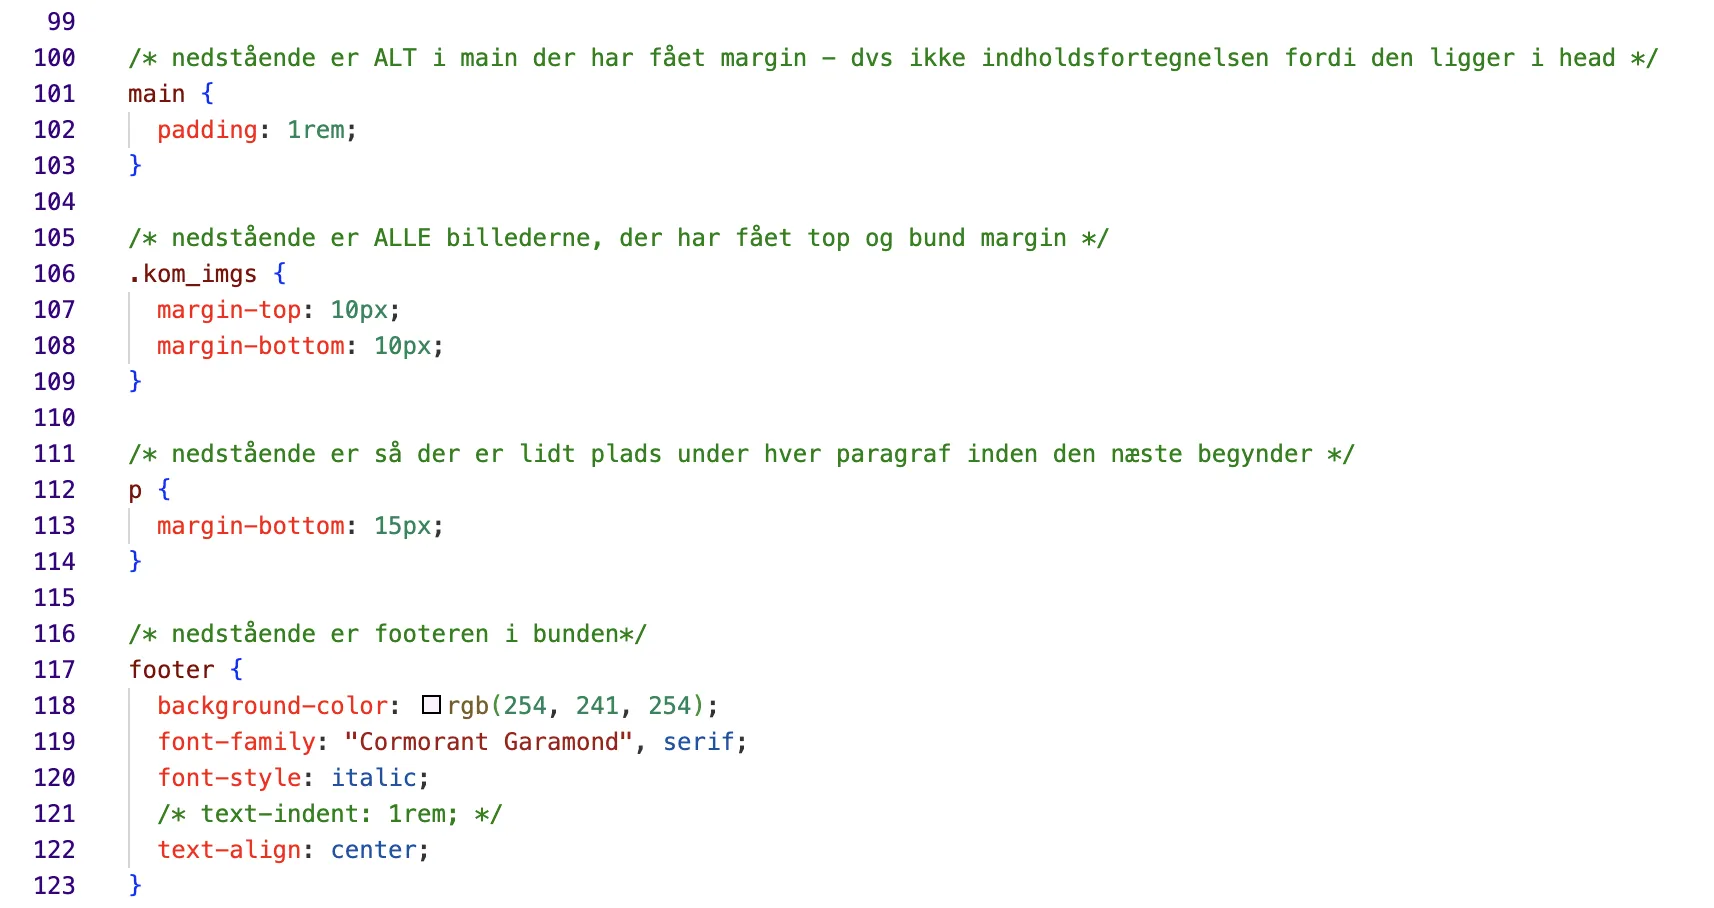 99
100 /* nedstående er ALT i main der har fået margin – dvs ikke indholdsfortegnelsen fordi den ligger i head */
101 main {
102 padding: 1rem;
103 }
104
105 /* nedstående er ALLE billederne, der har fået top og bund margin */
106 .kom_imgs {
107 margin-top: 10px;
108 margin-bottom: 10px;
109 }
110
111 /* nedstående er så der er lidt plads under hver paragraf inden den næste begynder */
112 p {
113 margin-bottom: 15px;
114 }
115
116 /* nedstående er footeren i bunden*/
117 footer {
118 background-color: rgb(254, 241, 254);
119 font-family: "Cormorant Garamond", serif;
120 font-style: italic;
121 /* text-indent: 1rem; */
122 text-align: center;
123 }